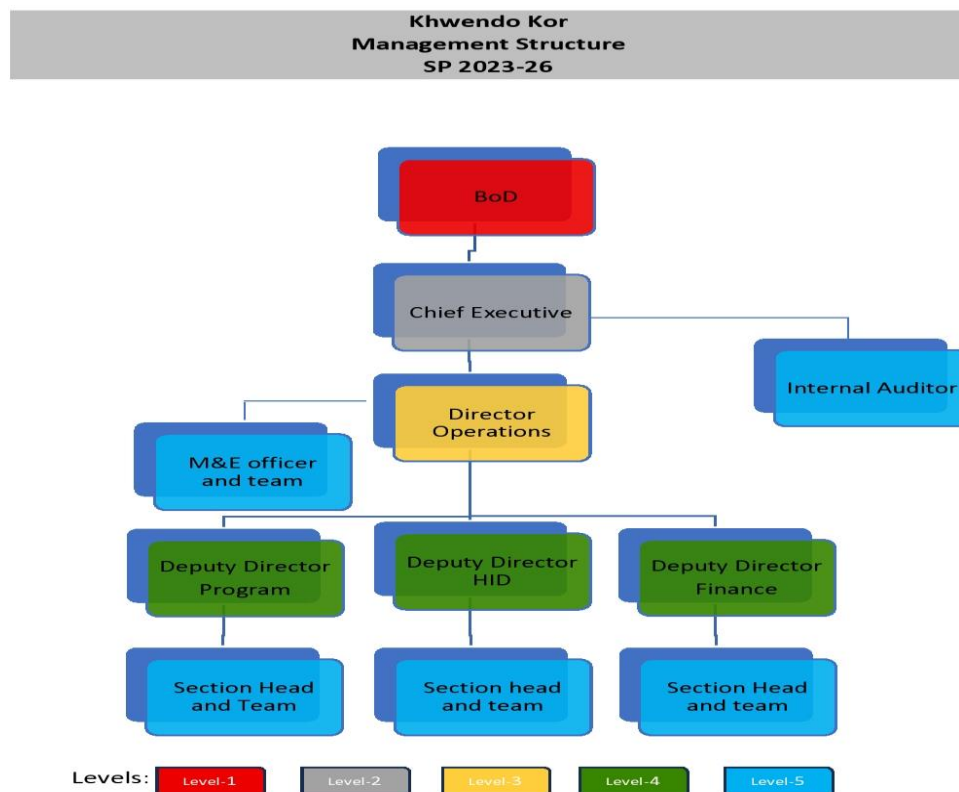 Khwendo Kor
Management Structure
SP 2023-26
BoD
Chief Executive
Internal Auditor
Director
Operations
M&E officer
and team
Deputy Director
Program
Deputy Director
HID
Deputy Director
Finance
Section Head
and Team
Section head
and team
Section Head
and team
Levels:
Level-1
Level-2
Level-3
Level-4
Level-5